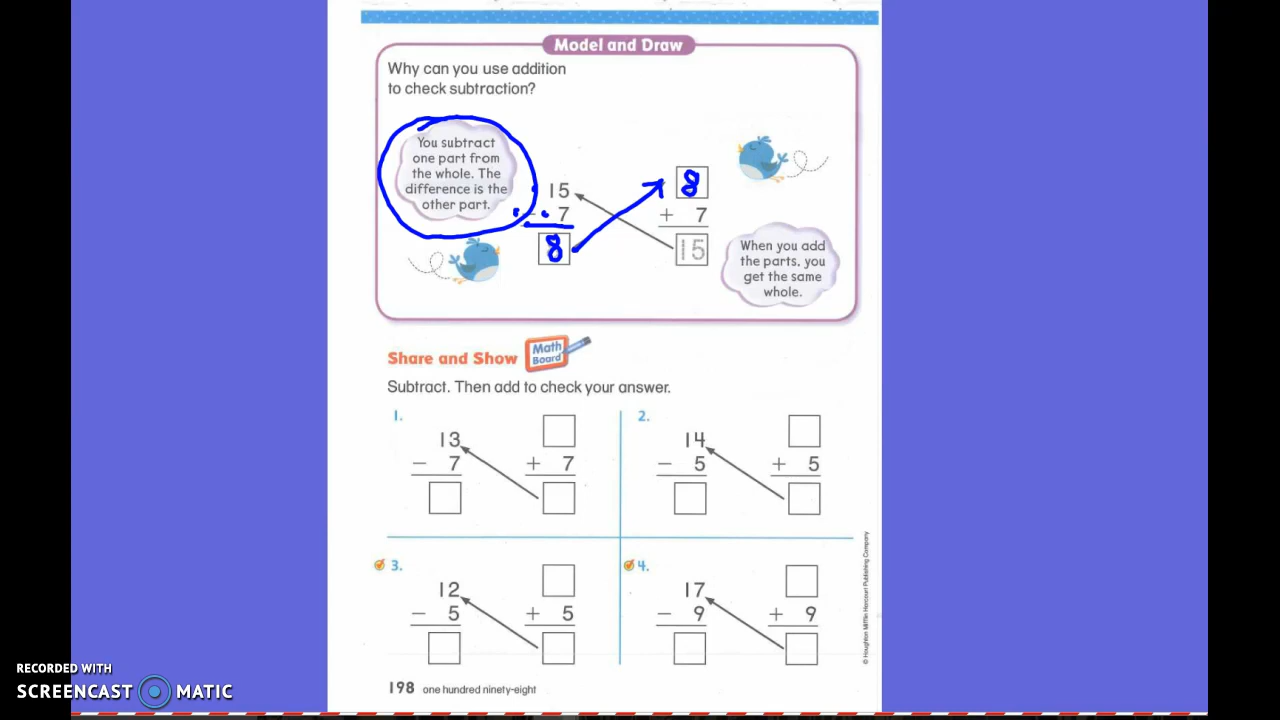 Model and Draw
Why can you use addition
to check subtraction?
You subtract
one part from
the whole. The
difference is the
other part.
15
- 7
8
8
+ 7
15
When you add
the parts, you
get the same
whole.
Share and Show
Math
Board
Subtract. Then add to check your answer.
1.
13
- 7
+ 7
2.
14
- 5
+ 5
3.
12
- 5
+ 5
4.
17
- 9
+ 9
© Houghton Mifflin Harcourt Publishing Company
198 one hundred ninety-eight
RECORDED WITH
SCREENCAST MATIC